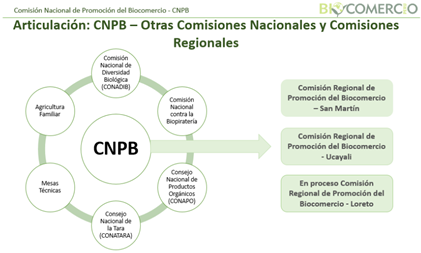 Comisión Nacional de Promoción del Biocomercio - CNPB
BIOCOMERCIO
Articulación: CNPB – Otras Comisiones Nacionales y Comisiones
Regionales
Comisión
Nacional de
Diversidad
Biológica
(CONADIB)
Comisión
Nacional
contra la
Biopiratería
Consejo
Nacional de
Productos
Orgánicos
(CONAPO)
Consejo
Nacional de
la Tara
(CONATARA)
Mesas
Técnicas
Agricultura
Familiar
CNPB
Comisión Regional de
Promoción del Biocomercio
– San Martín
Comisión Regional de
Promoción del Biocomercio
- Ucayali
En proceso Comisión
Regional de Promoción del
Biocomercio - Loreto